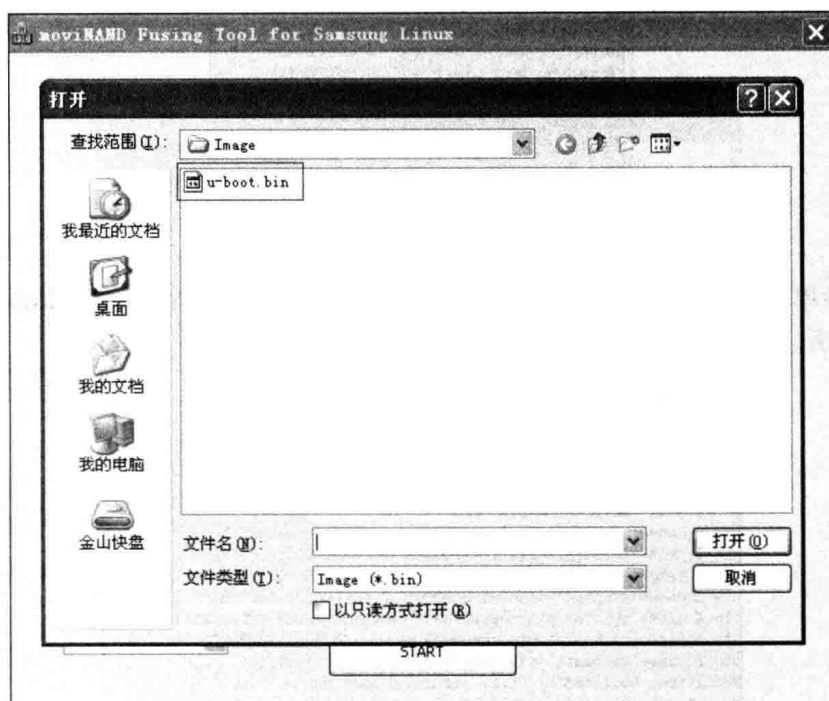 moviNAND Fusing Tool for Samsung Linux
打开
查找范围(I):
Image
u-boot.bin
我最近的文档
桌面
我的文档
我的电脑
金山快盘
文件名(N):
打开(O)
文件类型(T):
Image (*.bin)
取消
以只读方式打开(R)
START